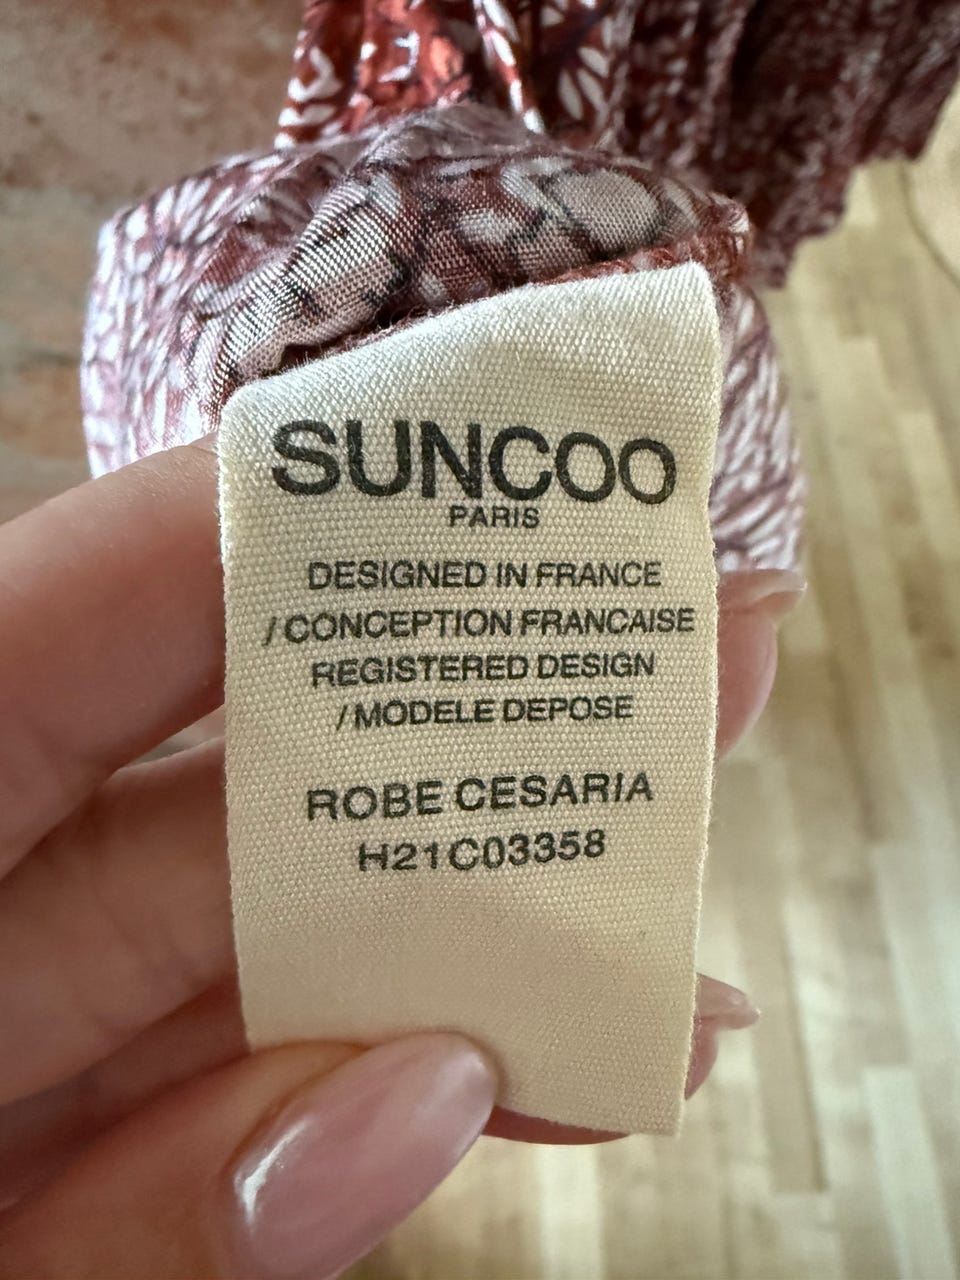 SUNCOO
PARIS
DESIGNED IN FRANCE
/ CONCEPTION FRANCAISE
REGISTERED DESIGN
/ MODELE DEPOSE
ROBE CESARIA
H21C03358